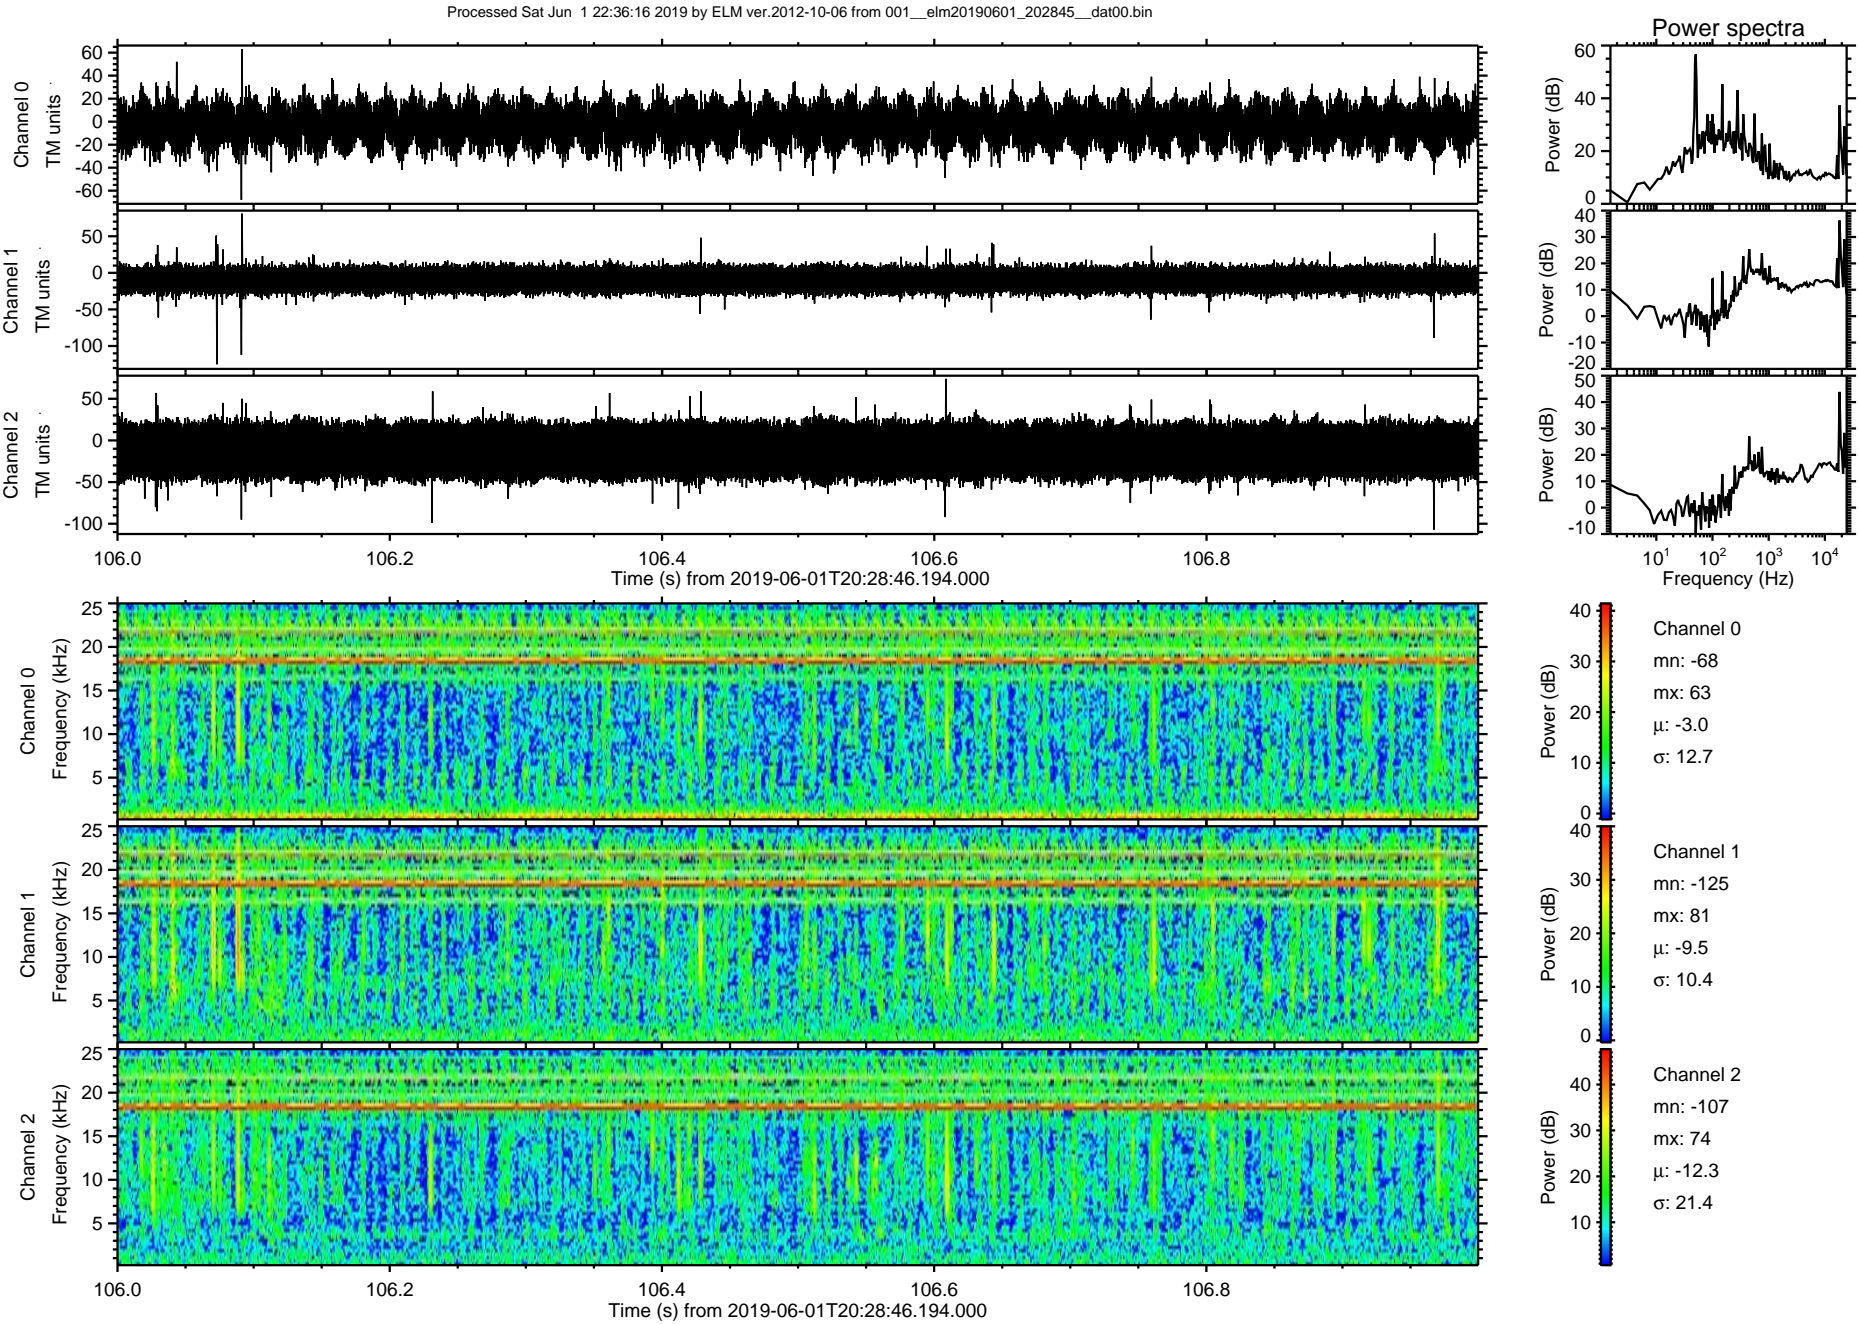 Processed Sat Jun  1 22:36:16 2019 by ELM ver.2012-10-06 from 001__elm20190601_202845__dat00.bin
Power spectra
Channel 0
TM units
60
40
20
0
-20
-40
-60
Power (dB)
60
40
20
0
Channel 1
TM units
50
0
-50
-100
Power (dB)
40
30
20
10
0
-10
-20
Channel 2
TM units
50
0
-50
-100
Power (dB)
50
40
30
20
10
0
-10
106.0 106.2 106.4 106.6 106.8
Time (s) from 2019-06-01T20:28:46.194.000
10¹ 10² 10³ 10⁴
Frequency (Hz)
Channel 0
Frequency (kHz)
25
20
15
10
5
Power (dB)
40
30
20
10
0
Channel 0
mn: -68
mx: 63
μ: -3.0
σ: 12.7
Channel 1
Frequency (kHz)
25
20
15
10
5
Power (dB)
40
30
20
10
0
Channel 1
mn: -125
mx: 81
μ: -9.5
σ: 10.4
Channel 2
Frequency (kHz)
25
20
15
10
5
Power (dB)
40
30
20
10
Channel 2
mn: -107
mx: 74
μ: -12.3
σ: 21.4
106.0 106.2 106.4 106.6 106.8
Time (s) from 2019-06-01T20:28:46.194.000